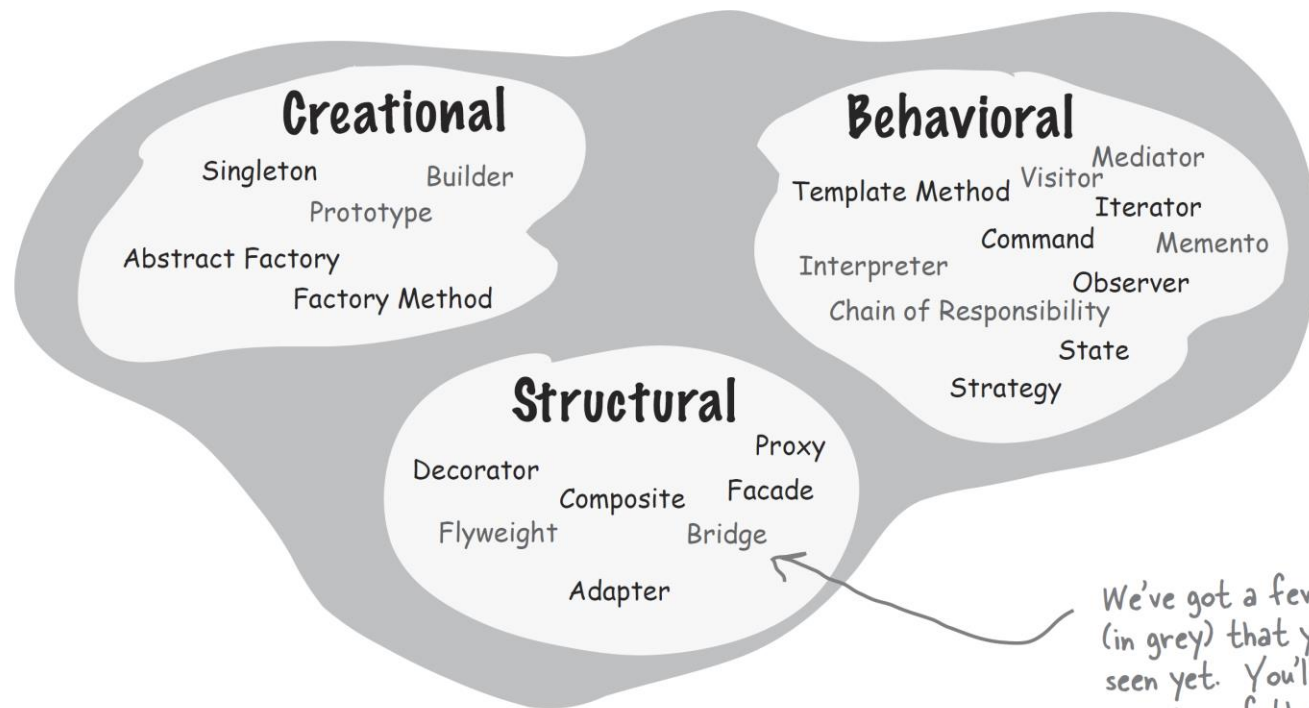 Creational
Singleton
Builder
Prototype
Abstract Factory
Factory Method
Behavioral
Mediator
Visitor
Template Method
Iterator
Command
Memento
Interpreter
Observer
Chain of Responsibility
State
Strategy
Structural
Proxy
Decorator
Facade
Composite
Flyweight
Bridge
Adapter
We've got a few
(in grey) that
seen yet. You'll